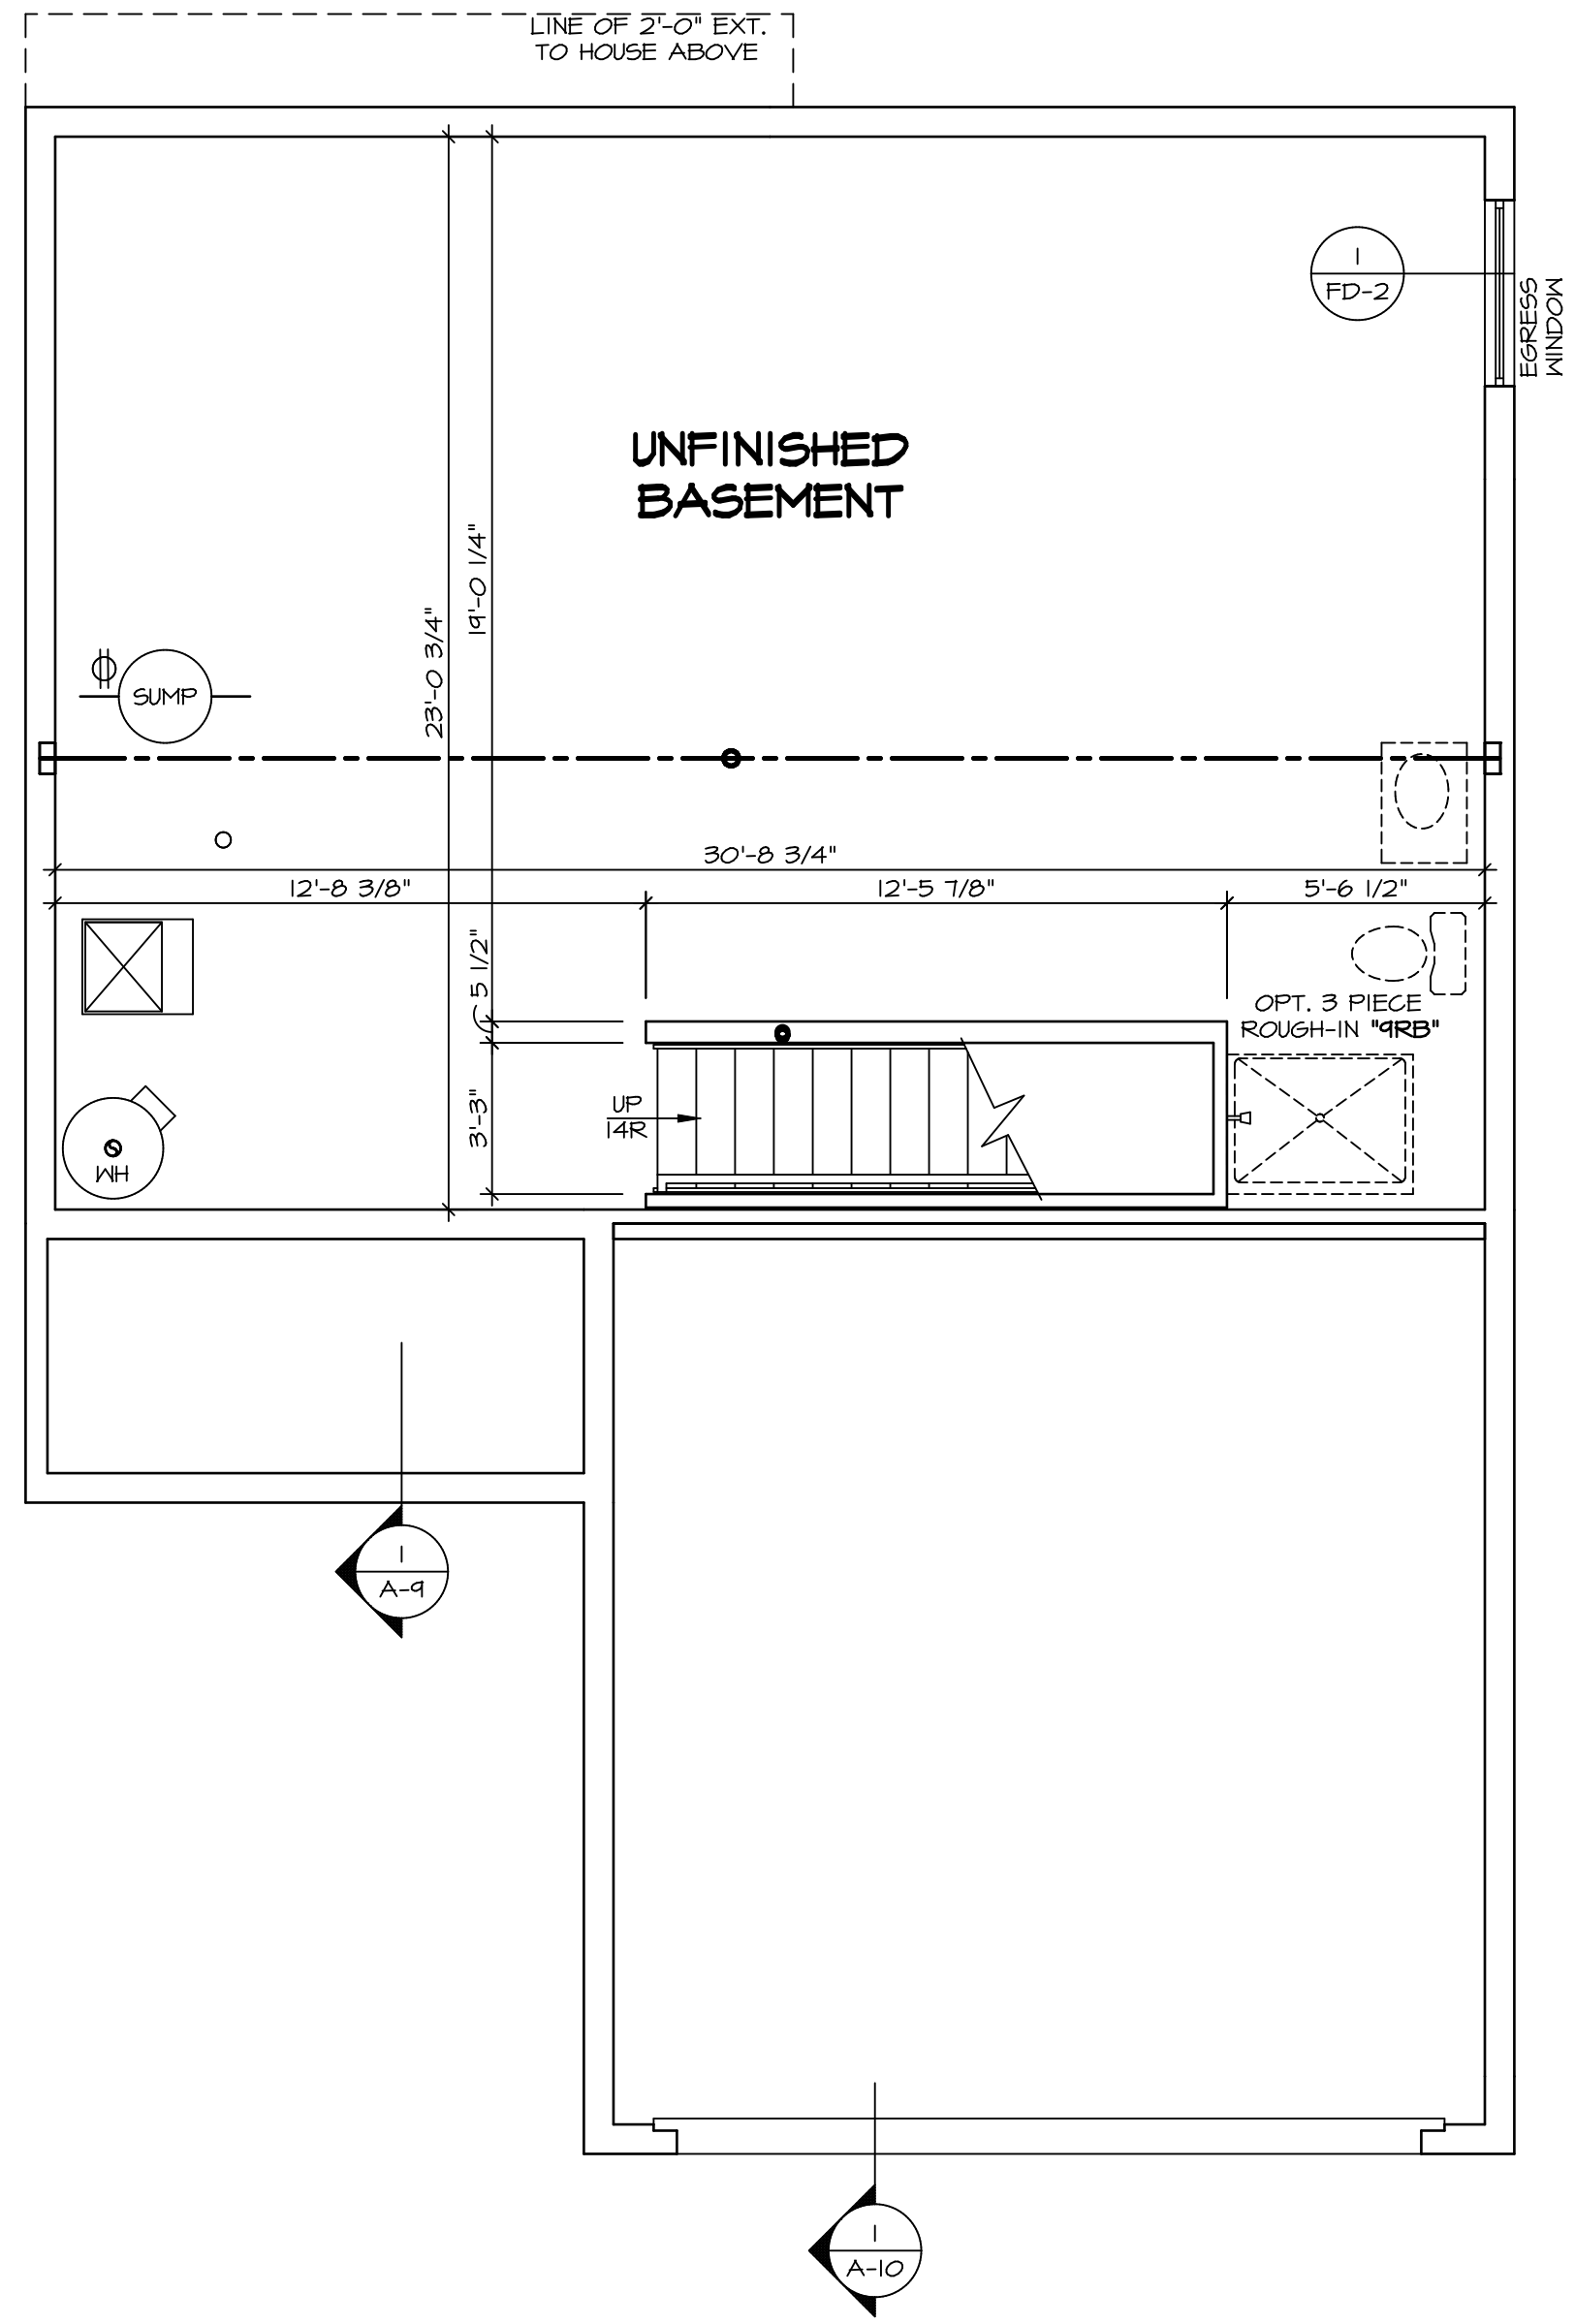 LINE OF 2'-0" EXT.
TO HOUSE ABOVE
1
FD-2
EGRESS
WINDOW
UNFINISHED
BASEMENT
19'-0 1/4"
23'-0 3/4"
SUMP
30'-8 3/4"
12'-8 3/8"
12'-5 7/8"
5'-6 1/2"
5 1/2"
OPT. 3 PIECE
ROUGH-IN "9RB"
3'-3"
UP
14R
WH
1
A-9
1
A-10